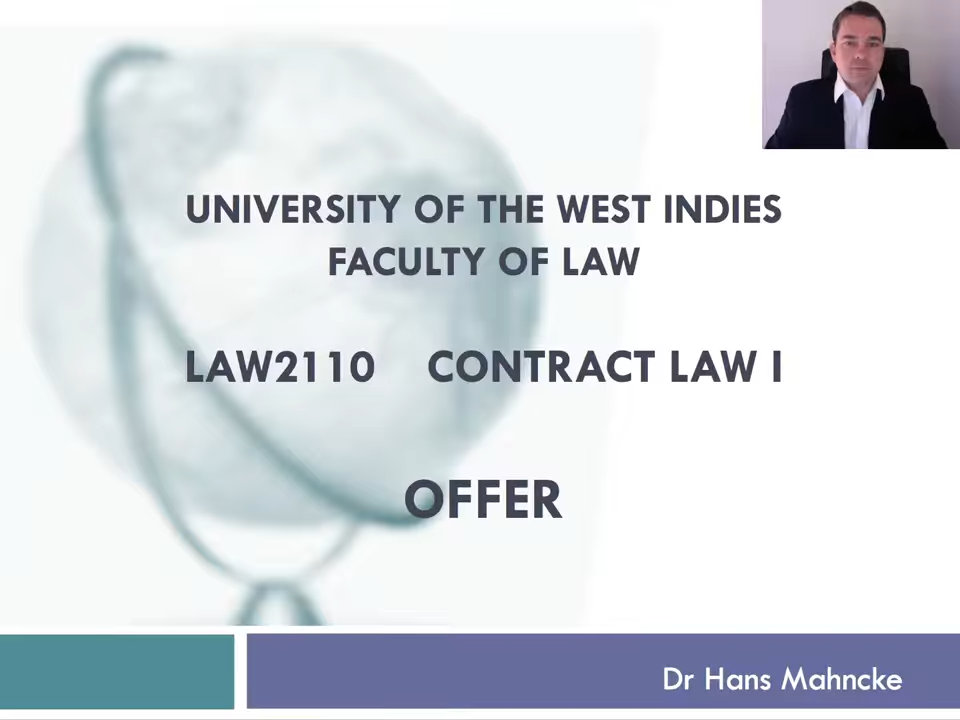 UNIVERSITY OF THE WEST INDIES
FACULTY OF LAW
LAW2110 CONTRACT LAW I
OFFER
Dr Hans Mahncke